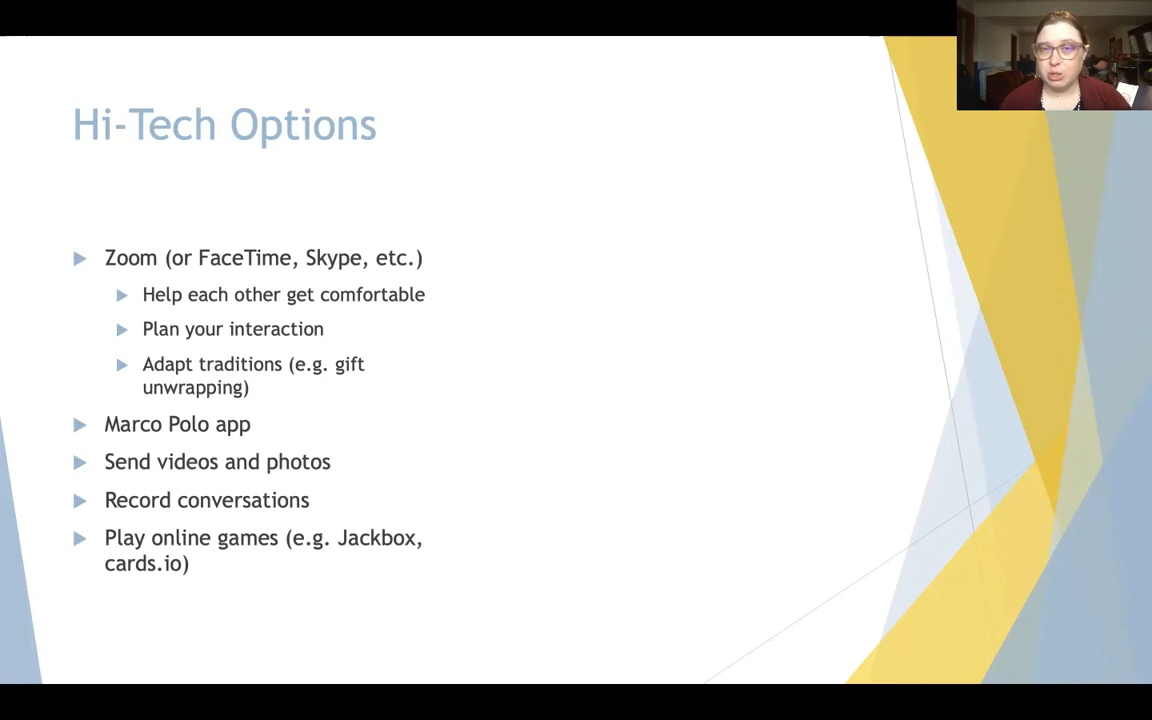 Hi-Tech Options
Zoom (or FaceTime, Skype, etc.)
Help each other get comfortable
Plan your interaction
Adapt traditions (e.g. gift
unwrapping)
Marco Polo app
Send videos and photos
Record conversations
Play online games (e.g. Jackbox,
cards.io)